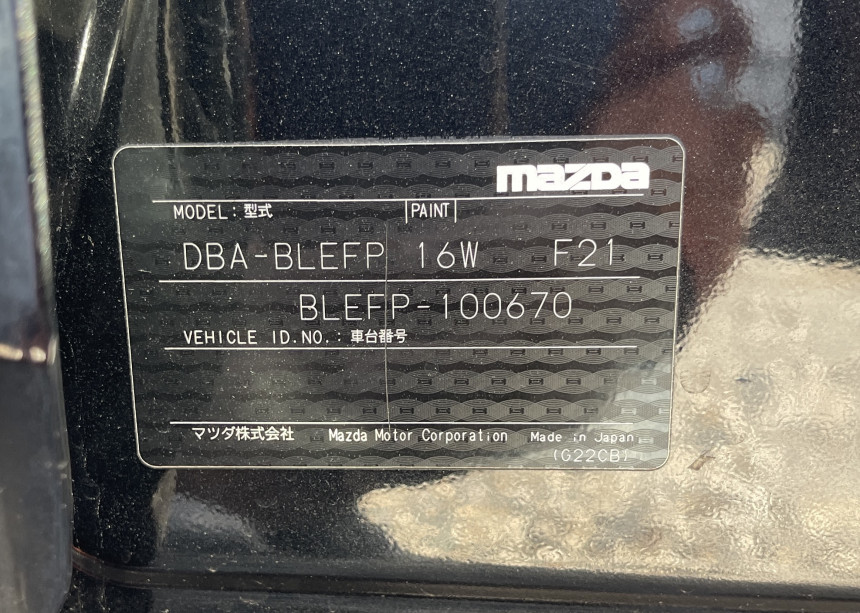 mazda
MODEL: 型式 PAINT
DBA-BLEFP 16W F21
BLEFP-100670
VEHICLE ID.NO.: 車台番号
マツダ株式会社 Mazda Motor Corporation Made in Japan
(G22CB)